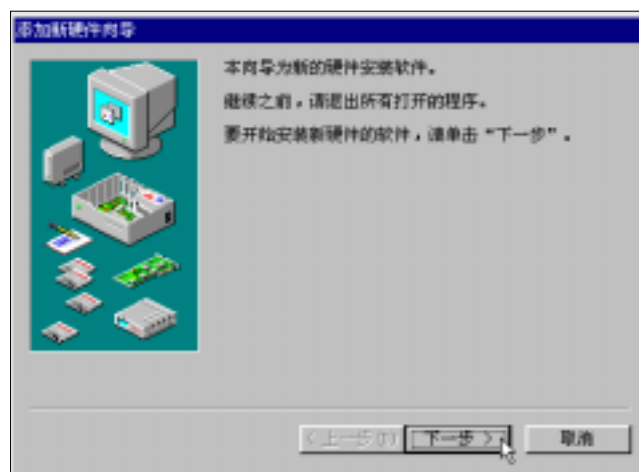 添加新硬件向导
本向导为新的硬件安装软件。
继续之前，请退出所有打开的程序。
要开始安装新硬件的软件，请单击“下一步”。
< 上一步(P) 下一步 > 取消